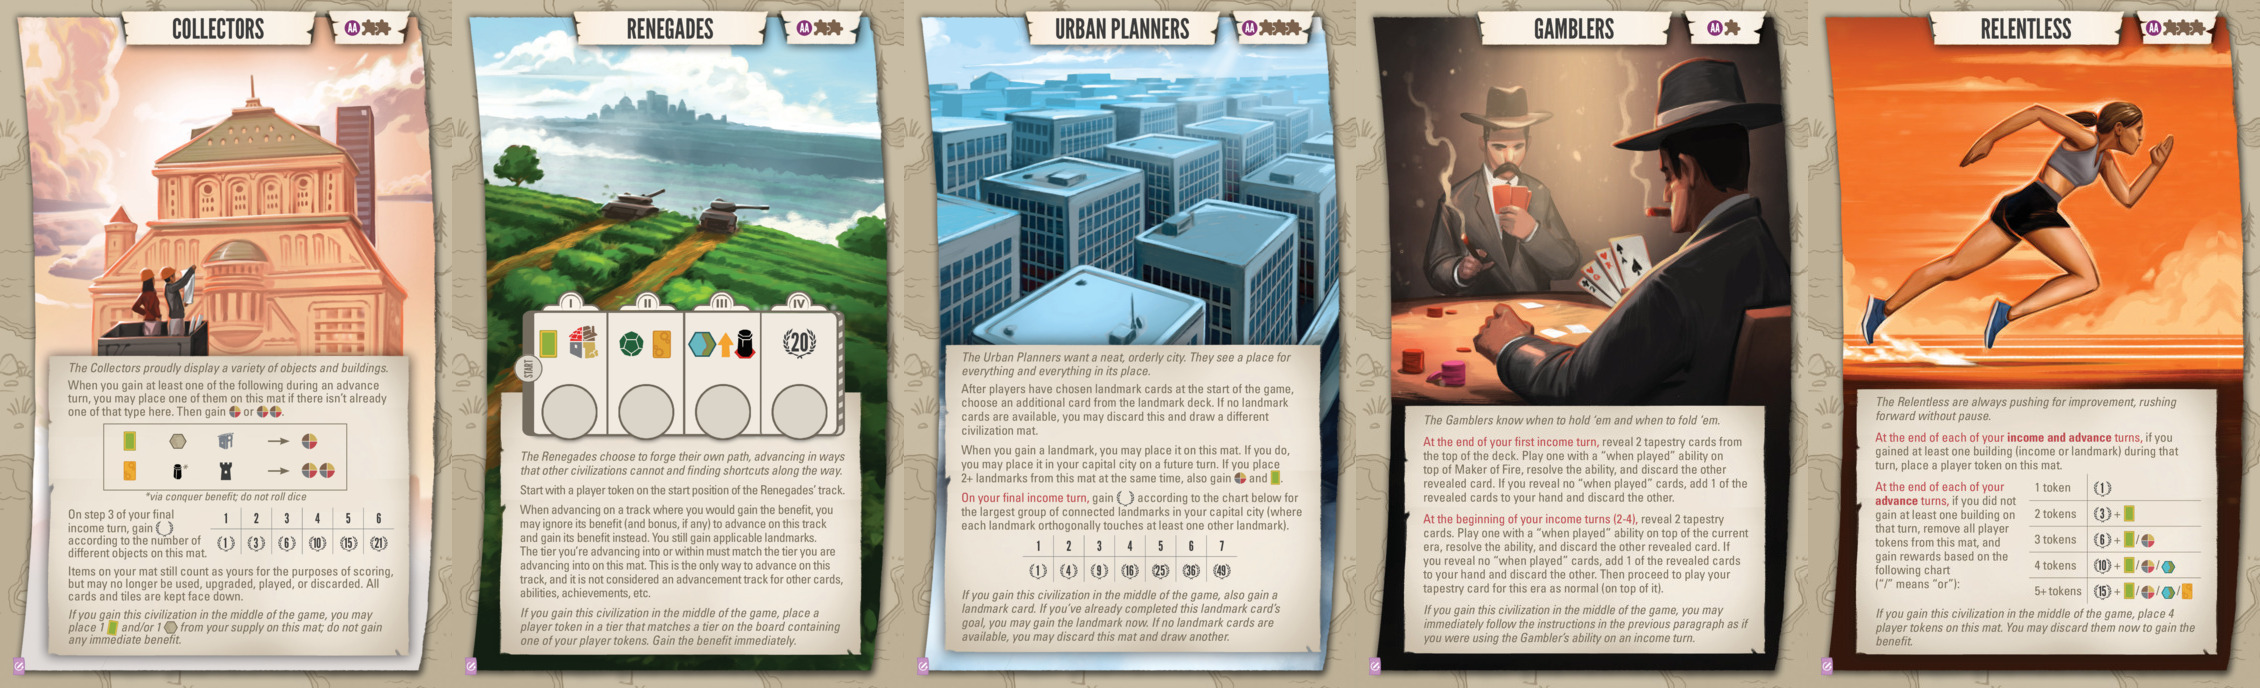 COLLECTORS
AA
The Collectors proudly display a variety of objects and buildings.
When you gain at least one of the following during an advance
turn, you may place one of them on this mat if there isn't already
one of that type here. Then gain or .
*via conquer benefit; do not roll dice
On step 3 of your final
income turn, gain
according to the number of
different objects on this mat.
1 2 3 4 5 6
1 3 6 10 15 21
Items on your mat still count as yours for the purposes of scoring,
but may no longer be used, upgraded, played, or discarded. All
cards and tiles are kept face down.
If you gain this civilization in the middle of the game, you may
place 1 and/or 1 from your supply on this mat; do not gain
any immediate benefit.
RENEGADES
AA
I II III IV
20
START
The Renegades choose to forge their own path, advancing in ways
that other civilizations cannot and finding shortcuts along the way.
Start with a player token on the start position of the Renegades' track.
When advancing on a track where you would gain the benefit, you
may ignore its benefit (and bonus, if any) to advance on this track
and gain its benefit instead. You still gain applicable landmarks.
The tier you're advancing into or within must match the tier you are
advancing into on this mat. This is the only way to advance on this
track, and it is not considered an advancement track for other cards,
abilities, achievements, etc.
If you gain this civilization in the middle of the game, place a
player token in a tier that matches a tier on the board containing
one of your player tokens. Gain the benefit immediately.
URBAN PLANNERS
AA
The Urban Planners want a neat, orderly city. They see a place for
everything and everything in its place.
After players have chosen landmark cards at the start of the game,
choose an additional card from the landmark deck. If no landmark
cards are available, you may discard this and draw a different
civilization mat.
When you gain a landmark, you may place it on this mat. If you do,
you may place it in your capital city on a future turn. If you place
2+ landmarks from this mat at the same time, also gain and .
On your final income turn, gain according to the chart below for
the largest group of connected landmarks in your capital city (where
each landmark orthogonally touches at least one other landmark).
1 2 3 4 5 6 7
1 4 9 16 25 36 49
If you gain this civilization in the middle of the game, also gain a
landmark card. If you've already completed this landmark card's
goal, you may gain the landmark now. If no landmark cards are
available, you may discard this mat and draw another.
GAMBLERS
AA
The Gamblers know when to hold 'em and when to fold 'em.
At the end of your first income turn, reveal 2 tapestry cards from
the top of the deck. Play one with a "when played" ability on
top of Maker of Fire, resolve the ability, and discard the other
revealed card. If you reveal no "when played" cards, add 1 of the
revealed cards to your hand and discard the other.
At the beginning of your income turns (2-4), reveal 2 tapestry
cards. Play one with a "when played" ability on top of the current
era, resolve the ability, and discard the other revealed card. If
you reveal no "when played" cards, add 1 of the revealed cards
to your hand and discard the other. Then proceed to play your
tapestry card for this era as normal (on top of it).
If you gain this civilization in the middle of the game, you may
immediately follow the instructions in the previous paragraph as if
you were using the Gambler's ability on an income turn.
RELENTLESS
AA
The Relentless are always pushing for improvement, rushing
forward without pause.
At the end of each of your income and advance turns, if you
gained at least one building (income or landmark) during that
turn, place a player token on this mat.
At the end of each of your
advance turns, if you did not
gain at least one building on
that turn, remove all player
tokens from this mat, and
gain rewards based on the
following chart
("/" means "or"):
1 token 1
2 tokens 3 +
3 tokens 6 + /
4 tokens 10 + / /
5+ tokens 15 + / / /
If you gain this civilization in the middle of the game, place 4
player tokens on this mat. You may discard them now to gain the
benefit.